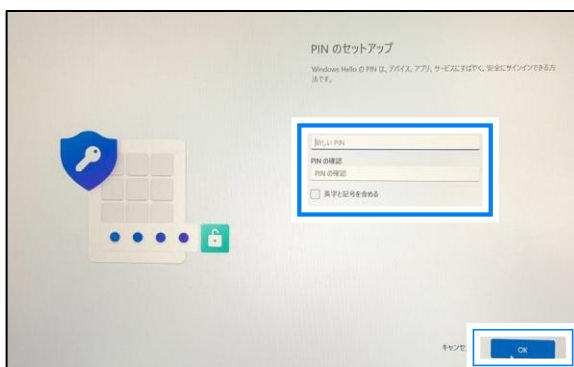 PIN のセットアップ
Windows Hello の PIN は、デバイス、アプリ、サービスにすばやく、安全にサインインできる方
法です。
新しい PIN
PIN の確認
PIN の確認
英字と記号を含める
キャンセ
OK